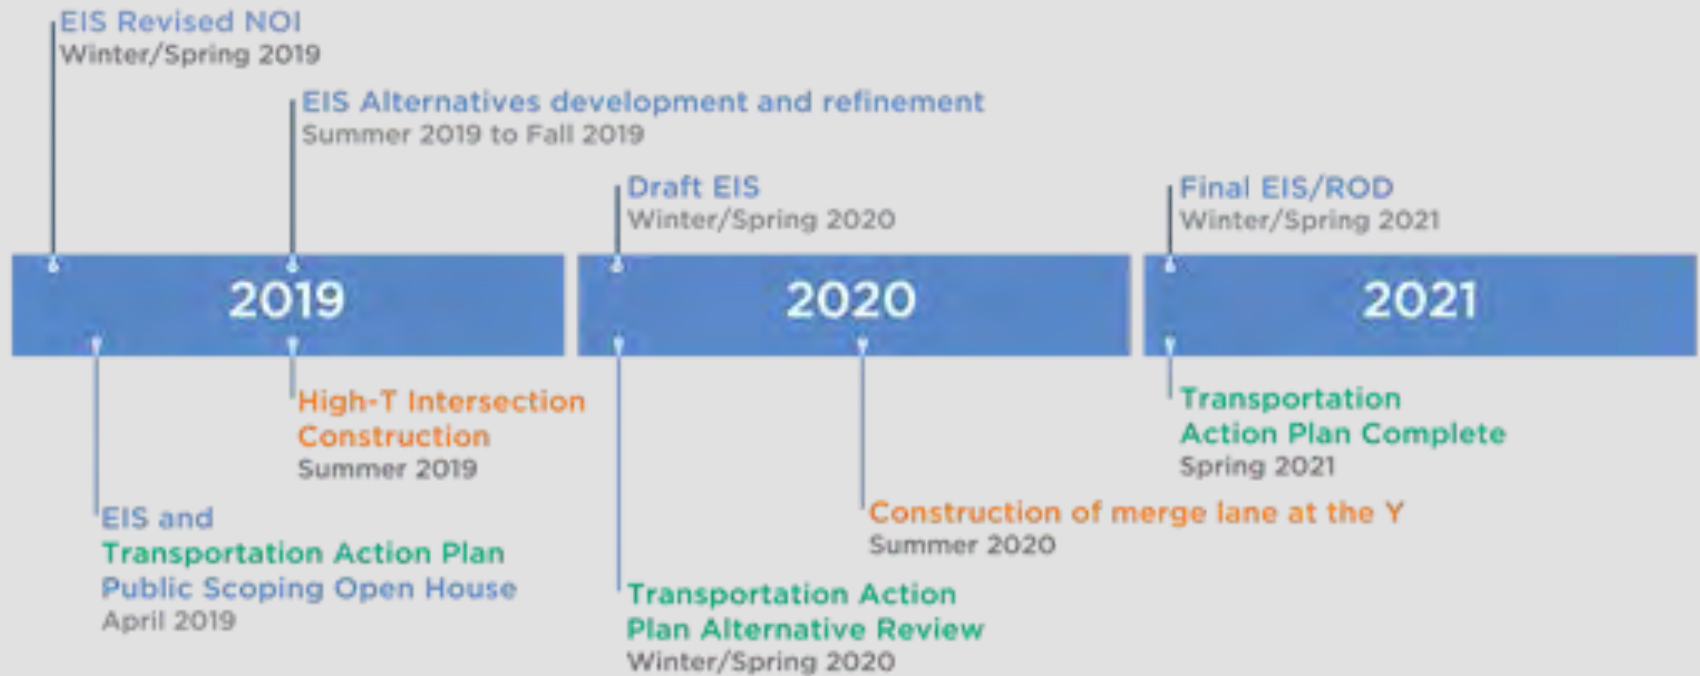 EIS Revised NOI
Winter/Spring 2019
EIS Alternatives development and refinement
Summer 2019 to Fall 2019
Draft EIS
Winter/Spring 2020
Final EIS/ROD
Winter/Spring 2021
2019
2020
2021
High-T Intersection
Construction
Summer 2019
Transportation
Action Plan Complete
Spring 2021
EIS and
Transportation Action Plan
Public Scoping Open House
April 2019
Construction of merge lane at the Y
Summer 2020
Transportation Action
Plan Alternative Review
Winter/Spring 2020